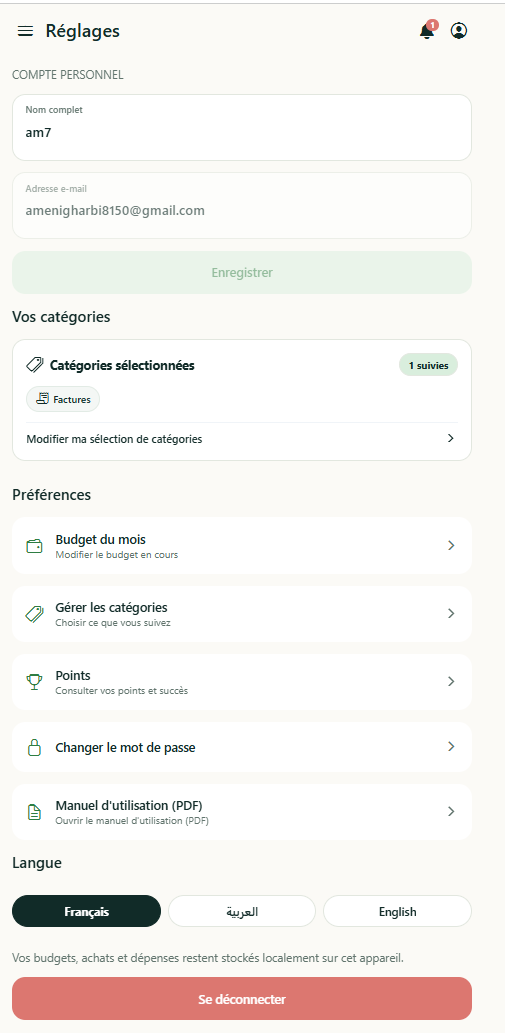 Réglages
1
COMPTE PERSONNEL
Nom complet
am7
Adresse e-mail
amenigharbi8150@gmail.com
Enregistrer
Vos catégories
Catégories sélectionnées
1 suivies
Factures
Modifier ma sélection de catégories
Préférences
Budget du mois
Modifier le budget en cours
Gérer les catégories
Choisir ce que vous suivez
Points
Consulter vos points et succès
Changer le mot de passe
Manuel d'utilisation (PDF)
Ouvrir le manuel d'utilisation (PDF)
Langue
Français
العربية
English
Vos budgets, achats et dépenses restent stockés localement sur cet appareil.
Se déconnecter